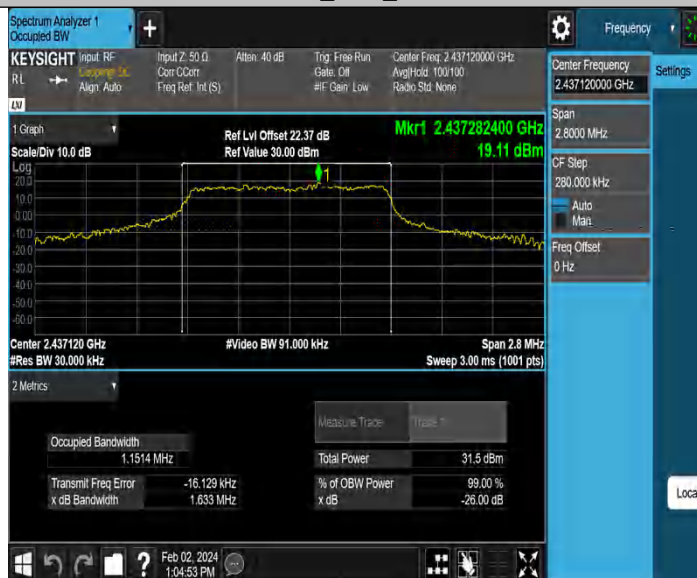 Spectrum Analyzer 1
Occupied BW
+
Frequency
KEYSIGHT
RL
Input: RF
Coupling: DC
Align: Auto
Input Z: 50 Ω
Corr CCorr
Freq Ref: Int (S)
Atten: 40 dB
Trig: Free Run
Gate: Off
#IF Gain: Low
Center Freq: 2.437120000 GHz
Avg|Hold: 100/100
Radio Std: None
LXI
1 Graph
Scale/Div 10.0 dB
Ref Lvl Offset 22.37 dB
Ref Value 30.00 dBm
Mkr1 2.437282400 GHz
19.11 dBm
Log
20.0
10.0
0.00
-10.0
-20.0
-30.0
-40.0
-50.0
-60.0
1
Center 2.437120 GHz
#Res BW 30.000 kHz
#Video BW 91.000 kHz
Span 2.8 MHz
Sweep 3.00 ms (1001 pts)
2 Metrics
Measure Trace
Trace 1
Occupied Bandwidth
1.1514 MHz
Total Power
31.5 dBm
Transmit Freq Error
-16.129 kHz
% of OBW Power
99.00 %
x dB Bandwidth
1.633 MHz
x dB
-26.00 dB
Center Frequency
2.437120000 GHz
Settings
Span
2.8000 MHz
CF Step
280.000 kHz
Auto
Man
Freq Offset
0 Hz
Loca
?
Feb 02, 2024
1:04:53 PM